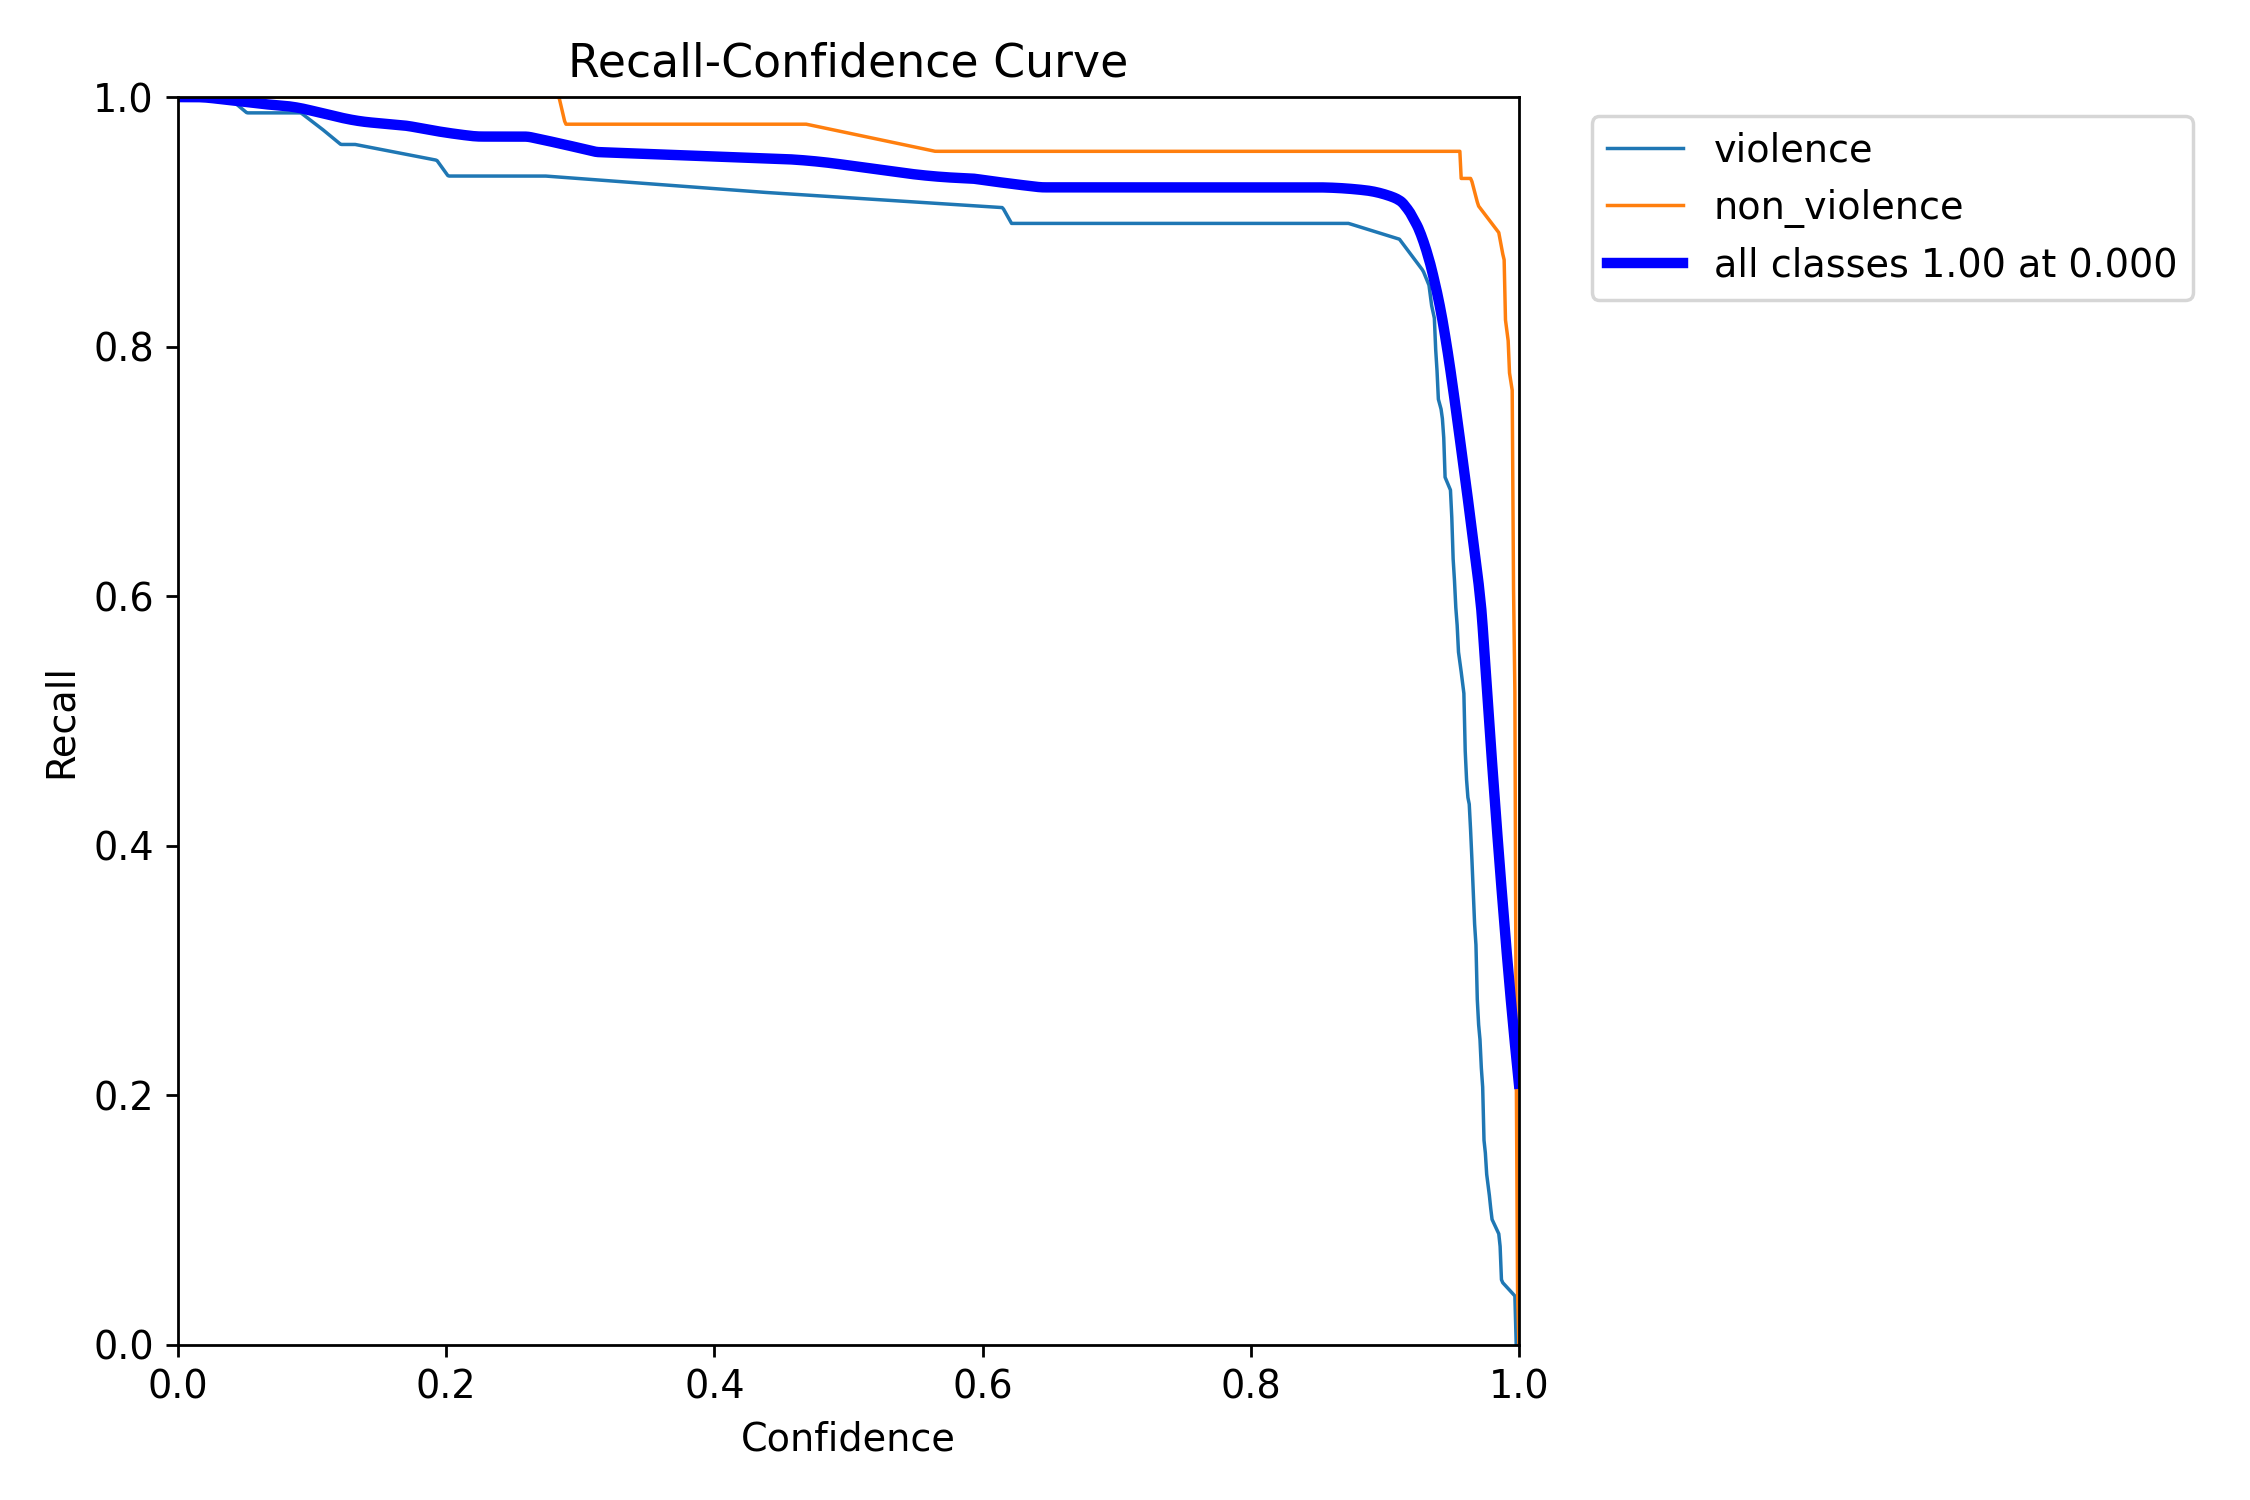 Recall-Confidence Curve
violence
non_violence
all classes 1.00 at 0.000
1.0
0.8
0.6
0.4
0.2
0.0
Recall
0.0 0.2 0.4 0.6 0.8 1.0
Confidence